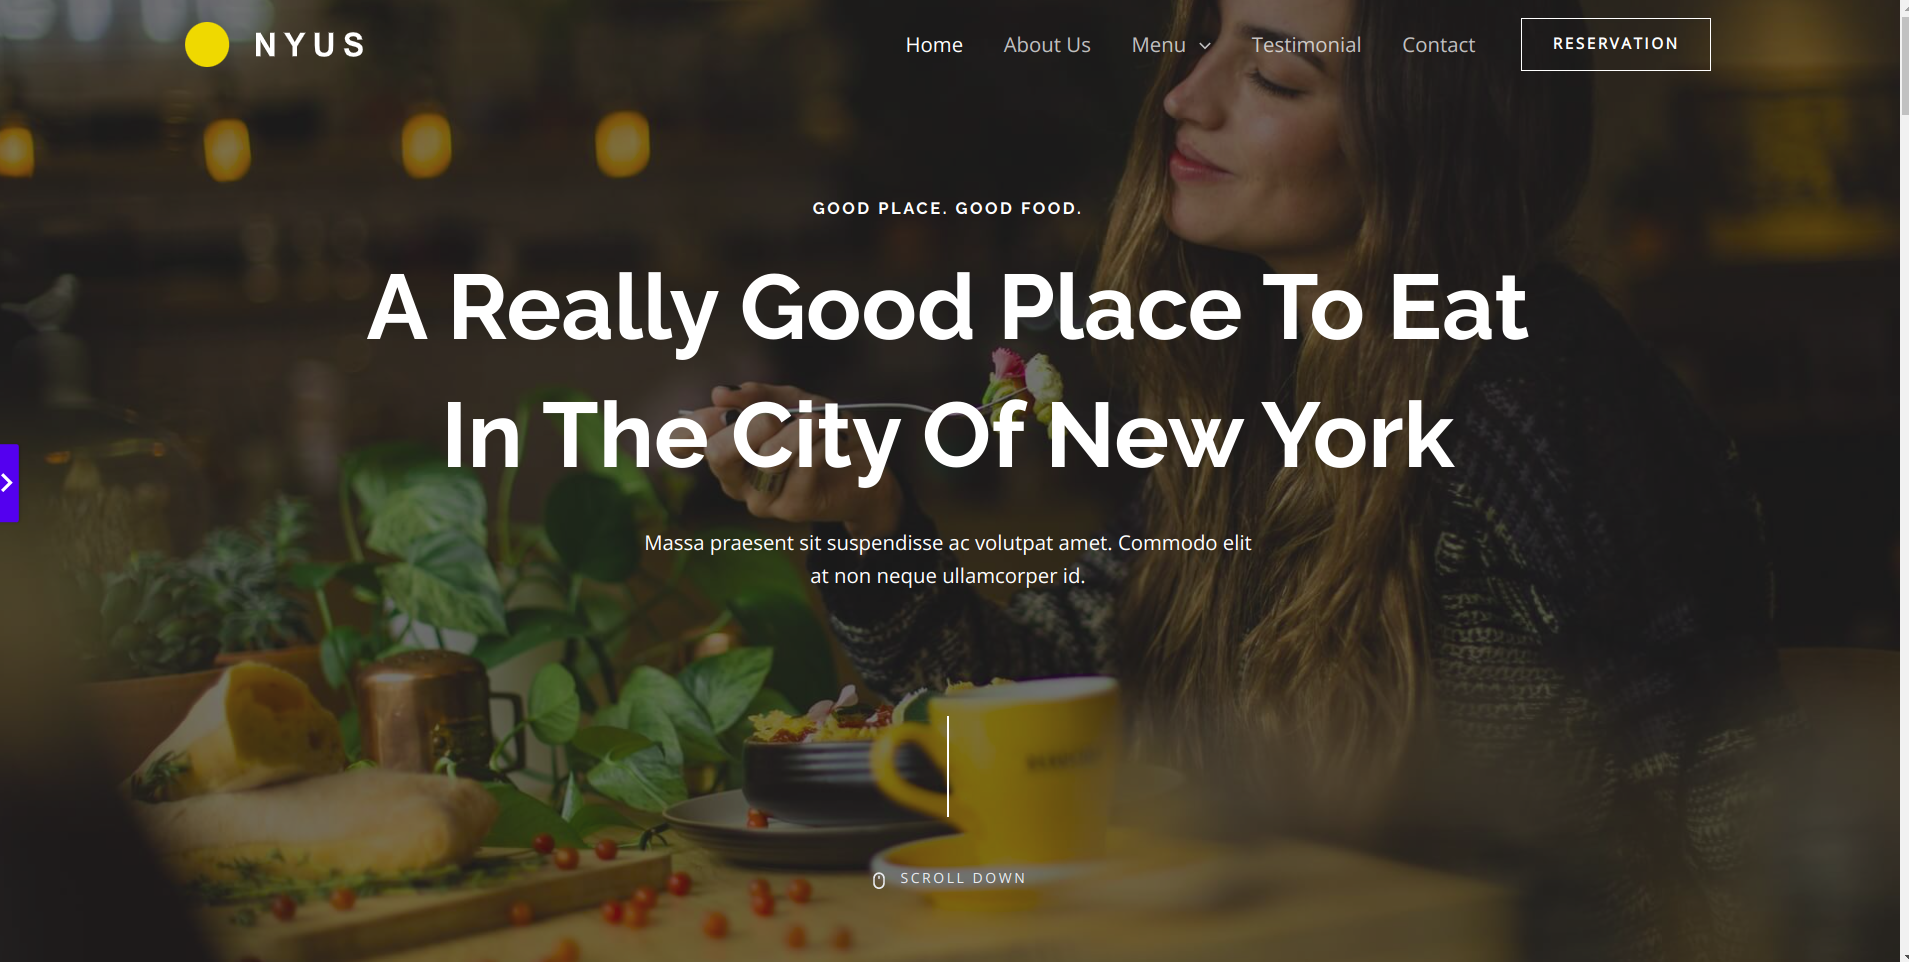 NYUS
Home About Us Menu Testimonial Contact RESERVATION
GOOD PLACE. GOOD FOOD.
A Really Good Place To Eat
In The City Of New York
Massa praesent sit suspendisse ac volutpat amet. Commodo elit
at non neque ullamcorper id.
SCROLL DOWN